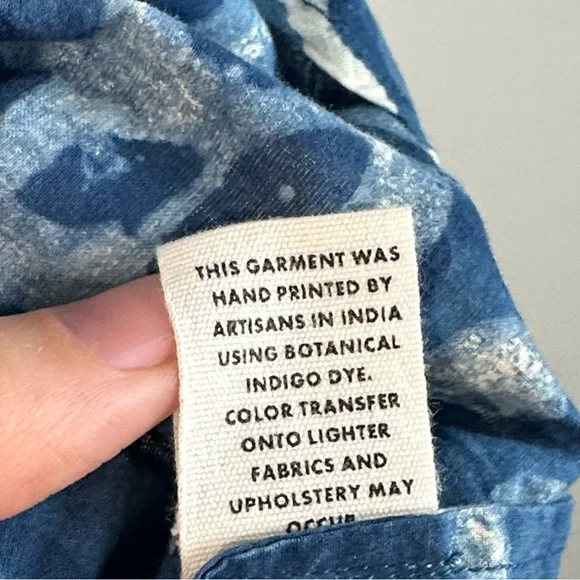 THIS GARMENT WAS
HAND PRINTED BY
ARTISANS IN INDIA
USING BOTANICAL
INDIGO DYE.
COLOR TRANSFER
ONTO LIGHTER
FABRICS AND
UPHOLSTERY MAY
OCCUR